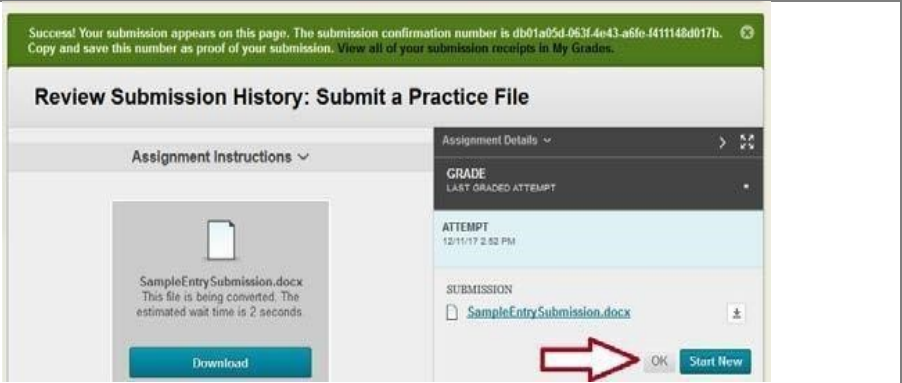 Success! Your submission appears on this page. The submission confirmation number is db01a05d-063f-4e43-a6fe-f411148d017b.
Copy and save this number as proof of your submission. View all of your submission receipts in My Grades.
Review Submission History: Submit a Practice File
Assignment Instructions
SampleEntrySubmission.docx
This file is being converted. The
estimated wait time is 2 seconds.
Download
Assignment Details
GRADE
LAST GRADED ATTEMPT
ATTEMPT
12/11/17 2:52 PM
SUBMISSION
SampleEntrySubmission.docx
OK
Start New